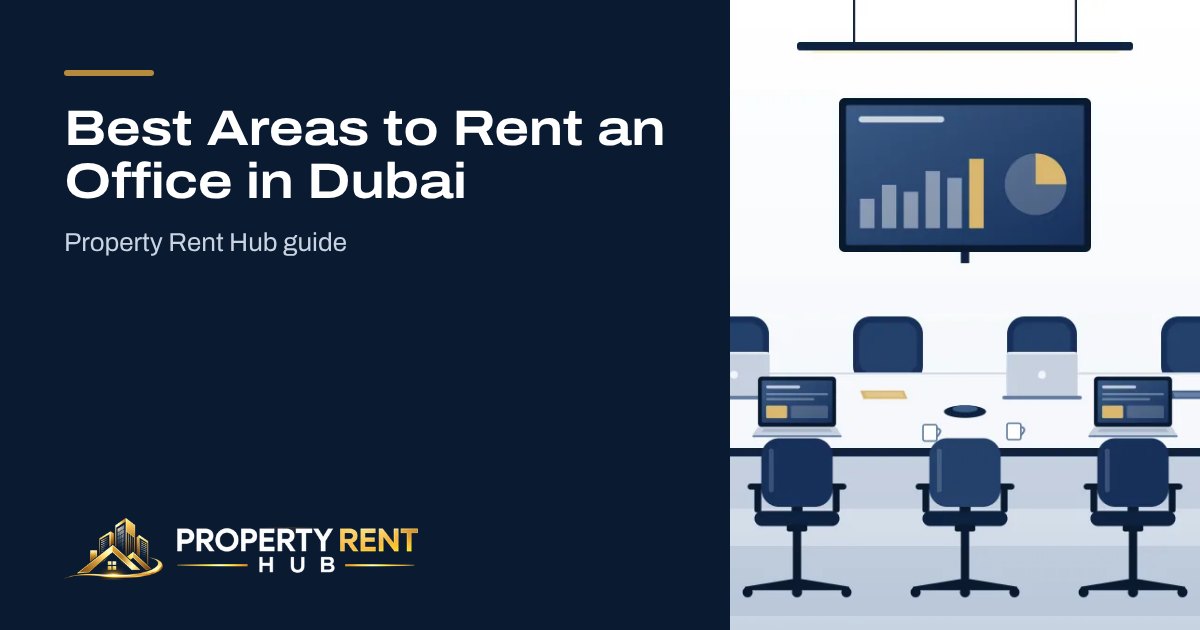 Best Areas to Rent an
Office in Dubai
Property Rent Hub guide
PROPERTY RENT
HUB